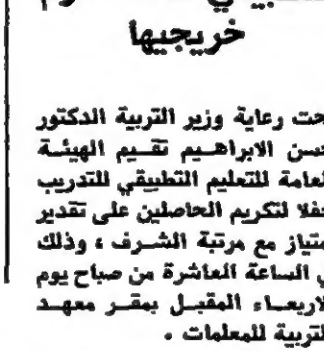 خريجيها
تحت رعاية وزير التربية الدكتور
حسن الابراهيم تقيم الهيئة
العامة للتعليم التطبيقي للتدريب
حفلا لتكريم الحاصلين على تقدير
امتياز مع مرتبة الشرف ، وذلك
في الساعة العاشرة من صباح يوم
الاربعاء المقبل بمقر معهد
التربية للمعلمات .